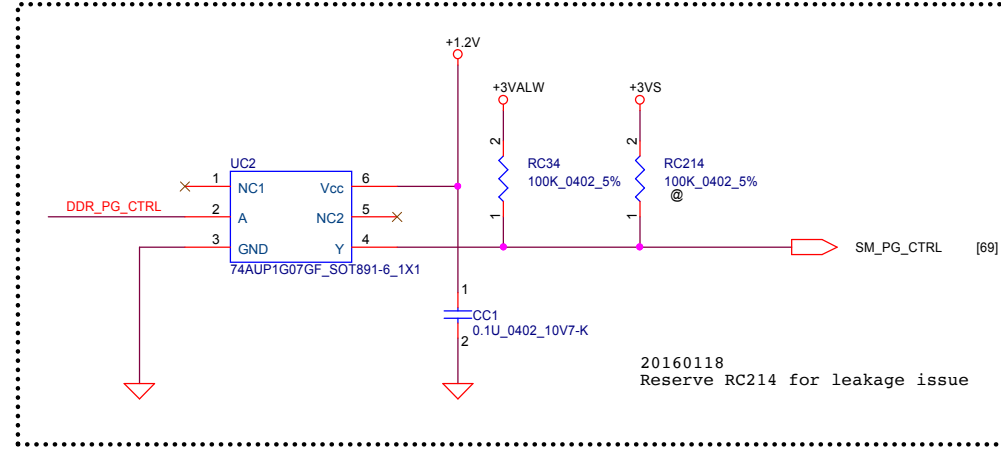 +1.2V
+3VALW
+3VS
2
2
UC2
RC34
RC214
100K_0402_5%
100K_0402_5%
@
1
NC1
Vcc
6
DDR_PG_CTRL
2
A
NC2
5
1
1
3
GND
Y
4
SM_PG_CTRL [69]
74AUP1G07GF_SOT891-6_1X1
1
CC1
0.1U_0402_10V7-K
2
20160118
Reserve RC214 for leakage issue